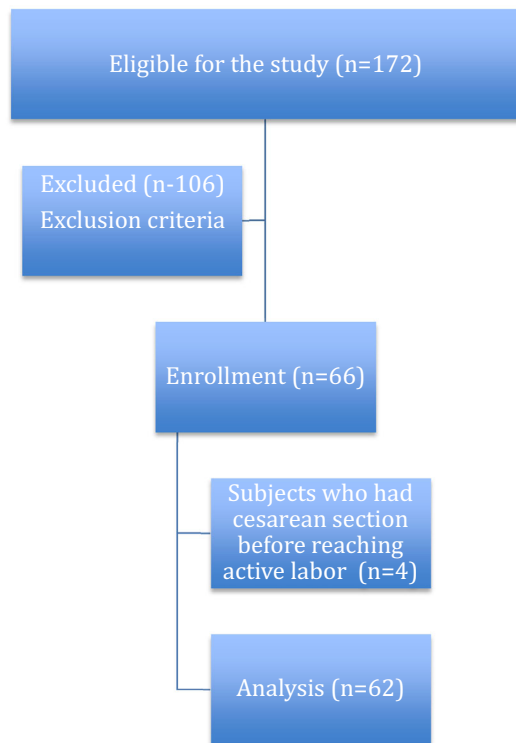 Eligible for the study (n=172)
Excluded (n-106)
Exclusion criteria
Enrollment (n=66)
Subjects who had
cesarean section
before reaching
active labor (n=4)
Analysis (n=62)